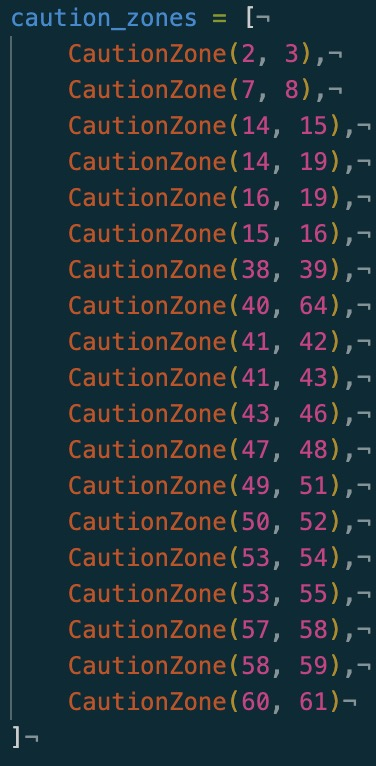 caution_zones = [¬
CautionZone(2, 3),¬
CautionZone(7, 8),¬
CautionZone(14, 15),¬
CautionZone(14, 19),¬
CautionZone(16, 19),¬
CautionZone(15, 16),¬
CautionZone(38, 39),¬
CautionZone(40, 64),¬
CautionZone(41, 42),¬
CautionZone(41, 43),¬
CautionZone(43, 46),¬
CautionZone(47, 48),¬
CautionZone(49, 51),¬
CautionZone(50, 52),¬
CautionZone(53, 54),¬
CautionZone(53, 55),¬
CautionZone(57, 58),¬
CautionZone(58, 59),¬
CautionZone(60, 61)¬
]¬